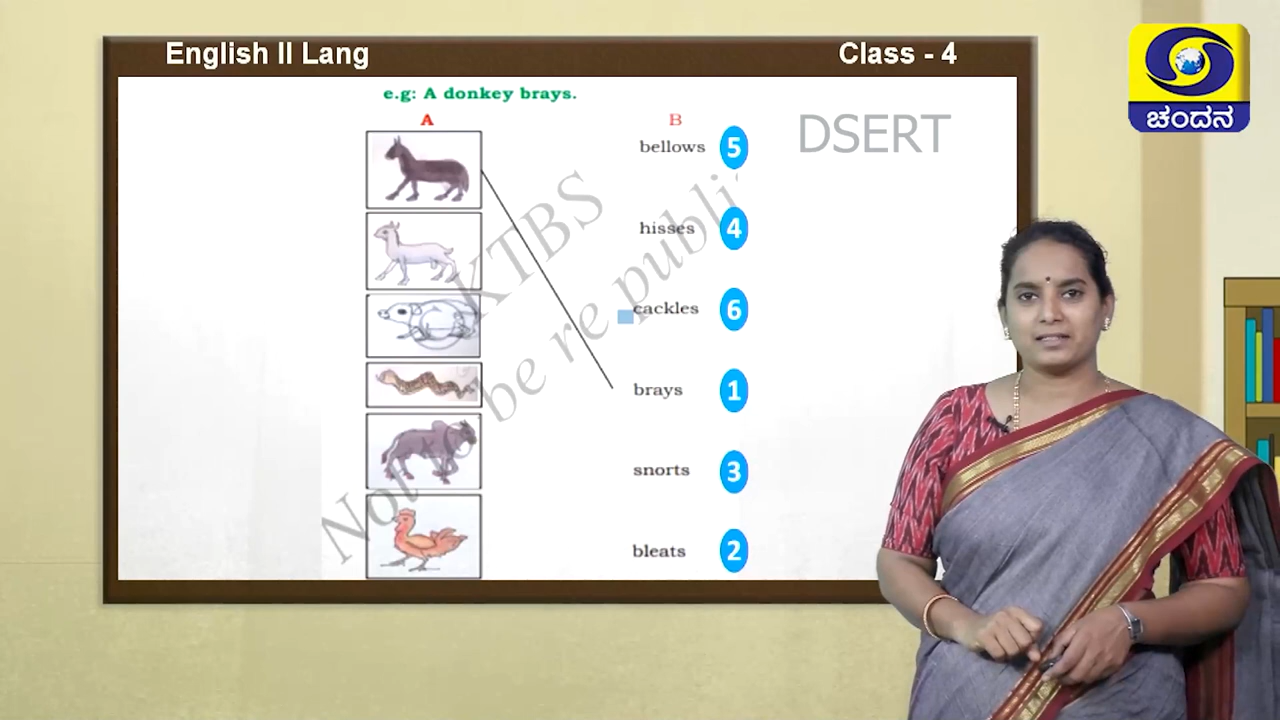 English II Lang
Class - 4
ಚಂದನ
e.g: A donkey brays.
A
B
DSERT
bellows 5
hisses 4
cackles 6
brays 1
snorts 3
bleats 2
KTBS
Not be re publi